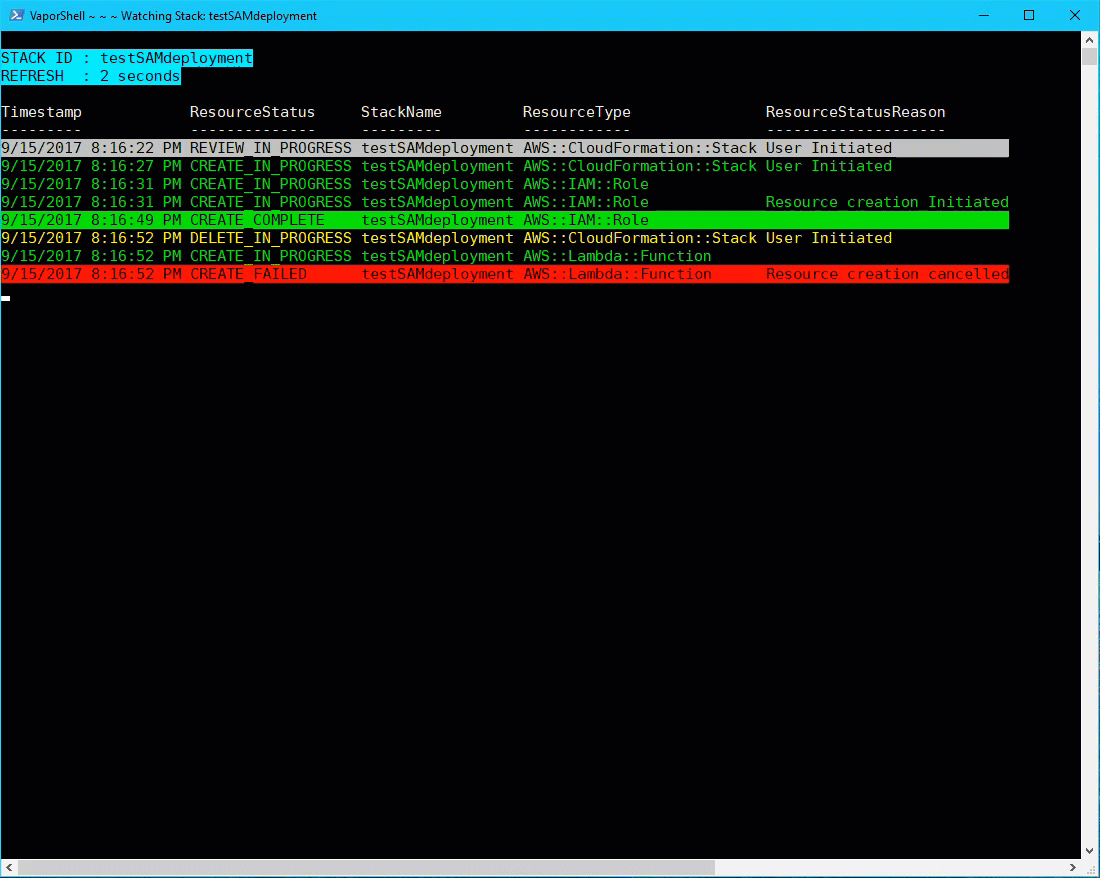 VaporShell ~ ~ ~ Watching Stack: testSAMdeployment
STACK ID : testSAMdeployment
REFRESH  : 2 seconds
Timestamp            ResourceStatus     StackName         ResourceType               ResourceStatusReason
---------            --------------     ---------         ------------               --------------------
9/15/2017 8:16:22 PM REVIEW_IN_PROGRESS testSAMdeployment AWS::CloudFormation::Stack User Initiated
9/15/2017 8:16:27 PM CREATE_IN_PROGRESS testSAMdeployment AWS::CloudFormation::Stack User Initiated
9/15/2017 8:16:31 PM CREATE_IN_PROGRESS testSAMdeployment AWS::IAM::Role
9/15/2017 8:16:31 PM CREATE_IN_PROGRESS testSAMdeployment AWS::IAM::Role             Resource creation Initiated
9/15/2017 8:16:49 PM CREATE_COMPLETE    testSAMdeployment AWS::IAM::Role
9/15/2017 8:16:52 PM DELETE_IN_PROGRESS testSAMdeployment AWS::CloudFormation::Stack User Initiated
9/15/2017 8:16:52 PM CREATE_IN_PROGRESS testSAMdeployment AWS::Lambda::Function
9/15/2017 8:16:52 PM CREATE_FAILED      testSAMdeployment AWS::Lambda::Function      Resource creation cancelled